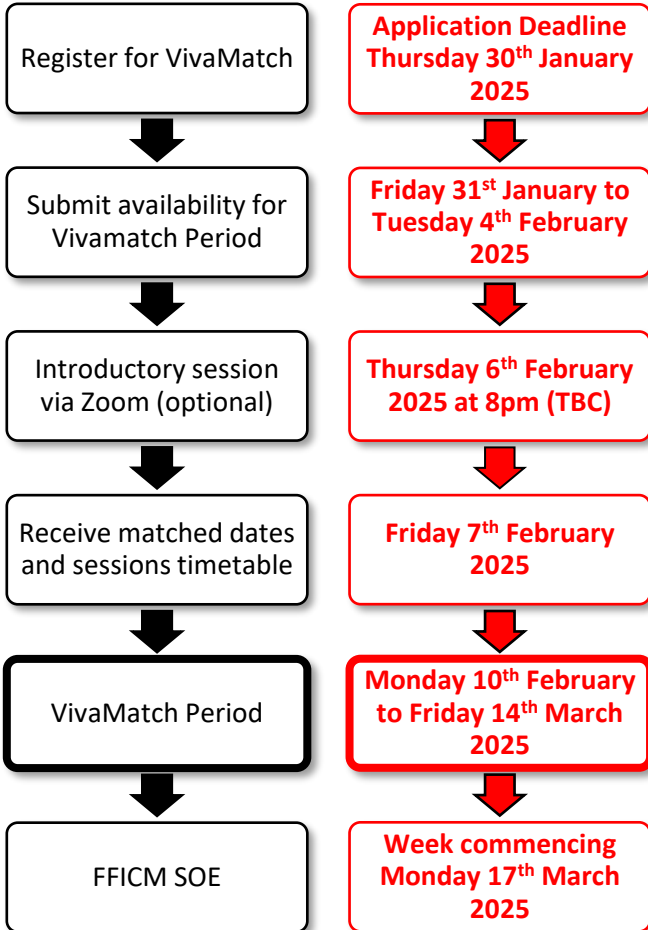 Register for VivaMatch
Application Deadline
Thursday 30th January
2025
Submit availability for
Vivamatch Period
Friday 31st January to
Tuesday 4th February
2025
Introductory session
via Zoom (optional)
Thursday 6th February
2025 at 8pm (TBC)
Receive matched dates
and sessions timetable
Friday 7th February
2025
VivaMatch Period
Monday 10th February
to Friday 14th March
2025
FFICM SOE
Week commencing
Monday 17th March
2025